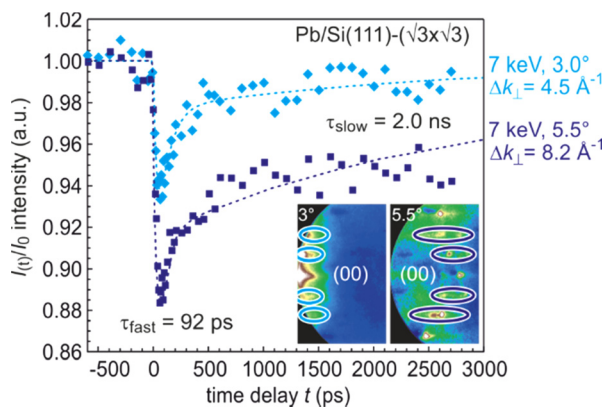 Pb/Si(111)-(√3x√3)
1.00
0.98
0.96
0.94
0.92
0.90
0.88
0.86
I(t)/I0 intensity (a.u.)
7 keV, 3.0°
Δk⊥= 4.5 Å-1
7 keV, 5.5°
Δk⊥= 8.2 Å-1
τslow = 2.0 ns
τfast = 92 ps
3°
(00)
5.5°
(00)
-500 0 500 1000 1500 2000 2500 3000
time delay t (ps)